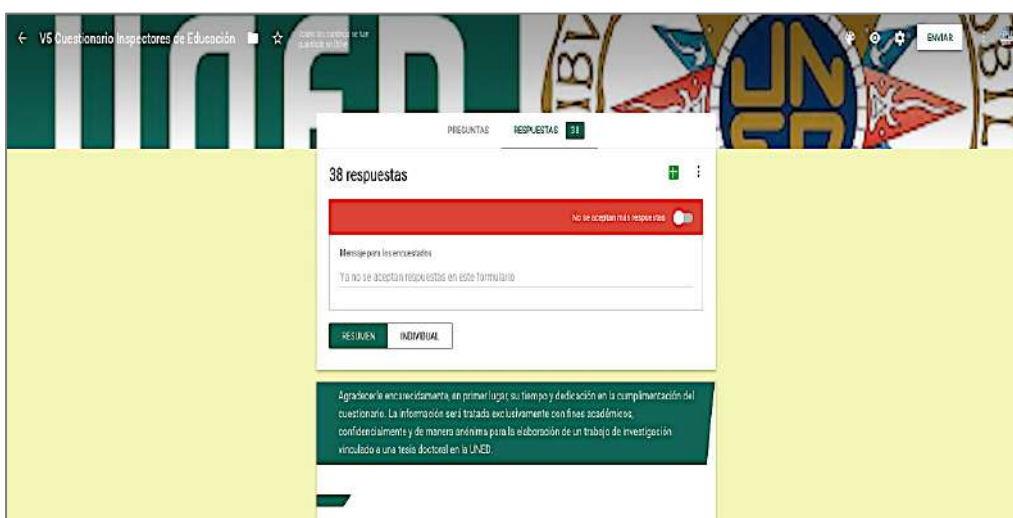 UNED
V5 Cuestionario Inspectores de Educación
ENVIAR
PREGUNTAS RESPUESTAS
38 respuestas
No se aceptan más respuestas
Mensaje para los encuestados
Ya no se aceptan respuestas en este formulario
RESUMEN INDIVIDUAL
Agradecerle encarecidamente, en primer lugar, su tiempo y dedicación en la cumplimentación del
cuestionario. La información será tratada exclusivamente con fines académicos,
confidencialmente y de manera anónima para la elaboración de un trabajo de investigación
vinculado a una tesis doctoral en la UNED.